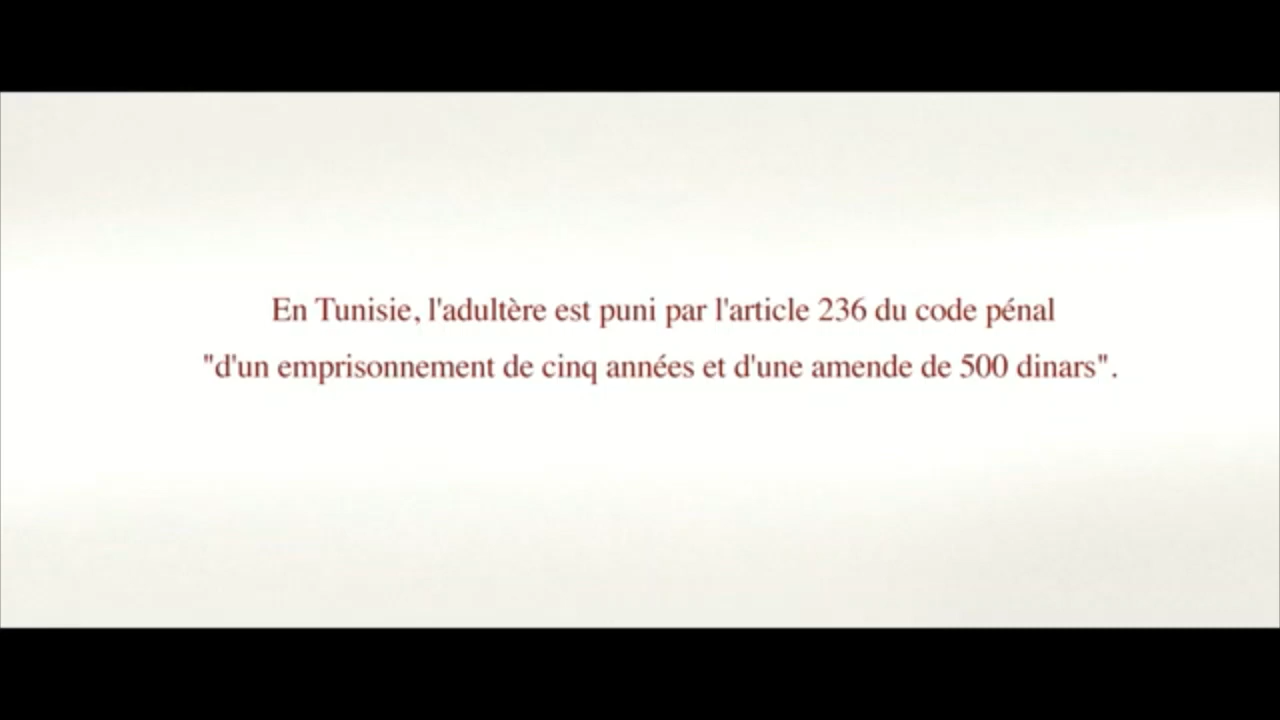 En Tunisie, l'adultère est puni par l'article 236 du code pénal
"d'un emprisonnement de cinq années et d'une amende de 500 dinars".